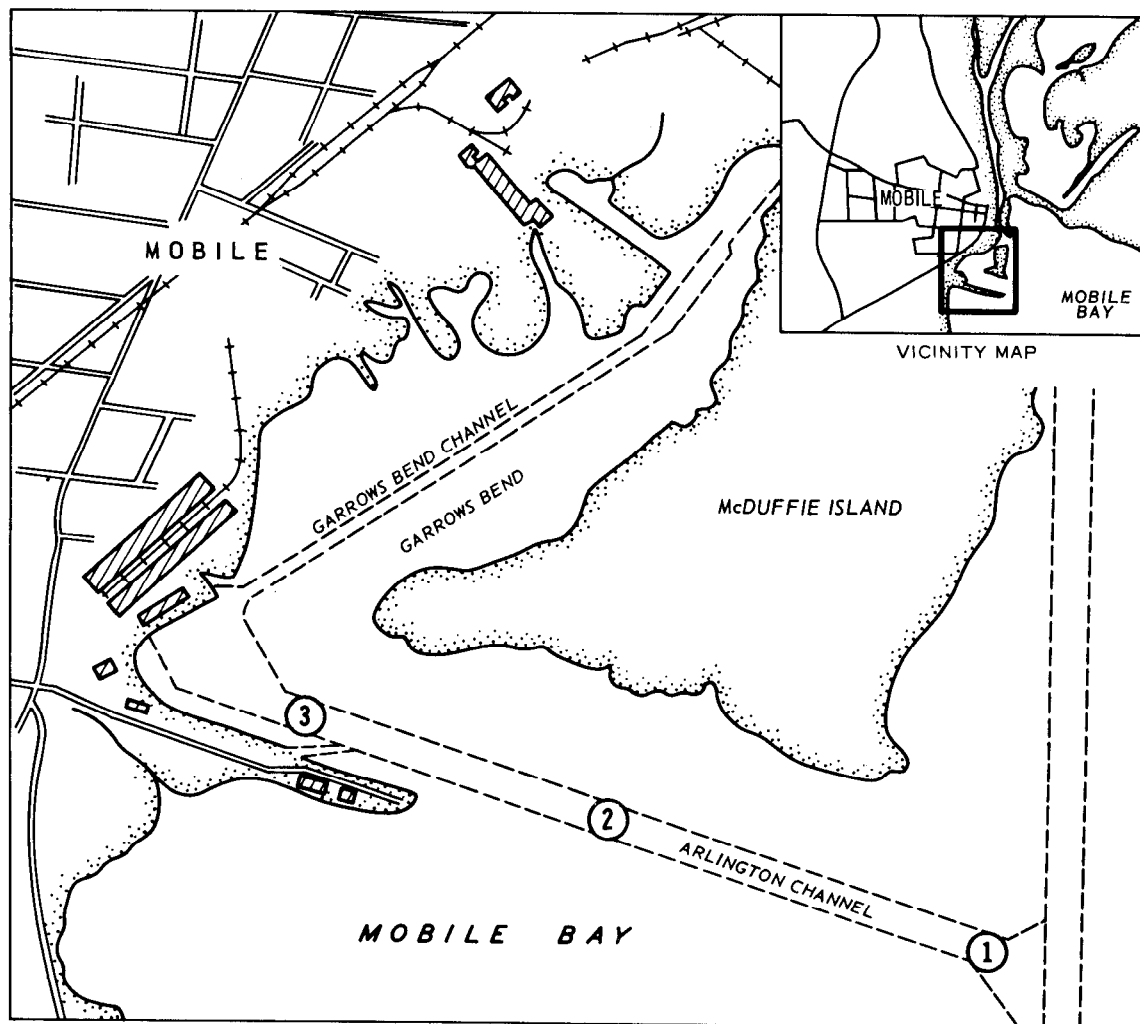 MOBILE
MOBILE
MOBILE
BAY
VICINITY MAP
GARROWS BEND CHANNEL
GARROWS BEND
McDUFFIE ISLAND
3
2
ARLINGTON CHANNEL
1
MOBILE BAY